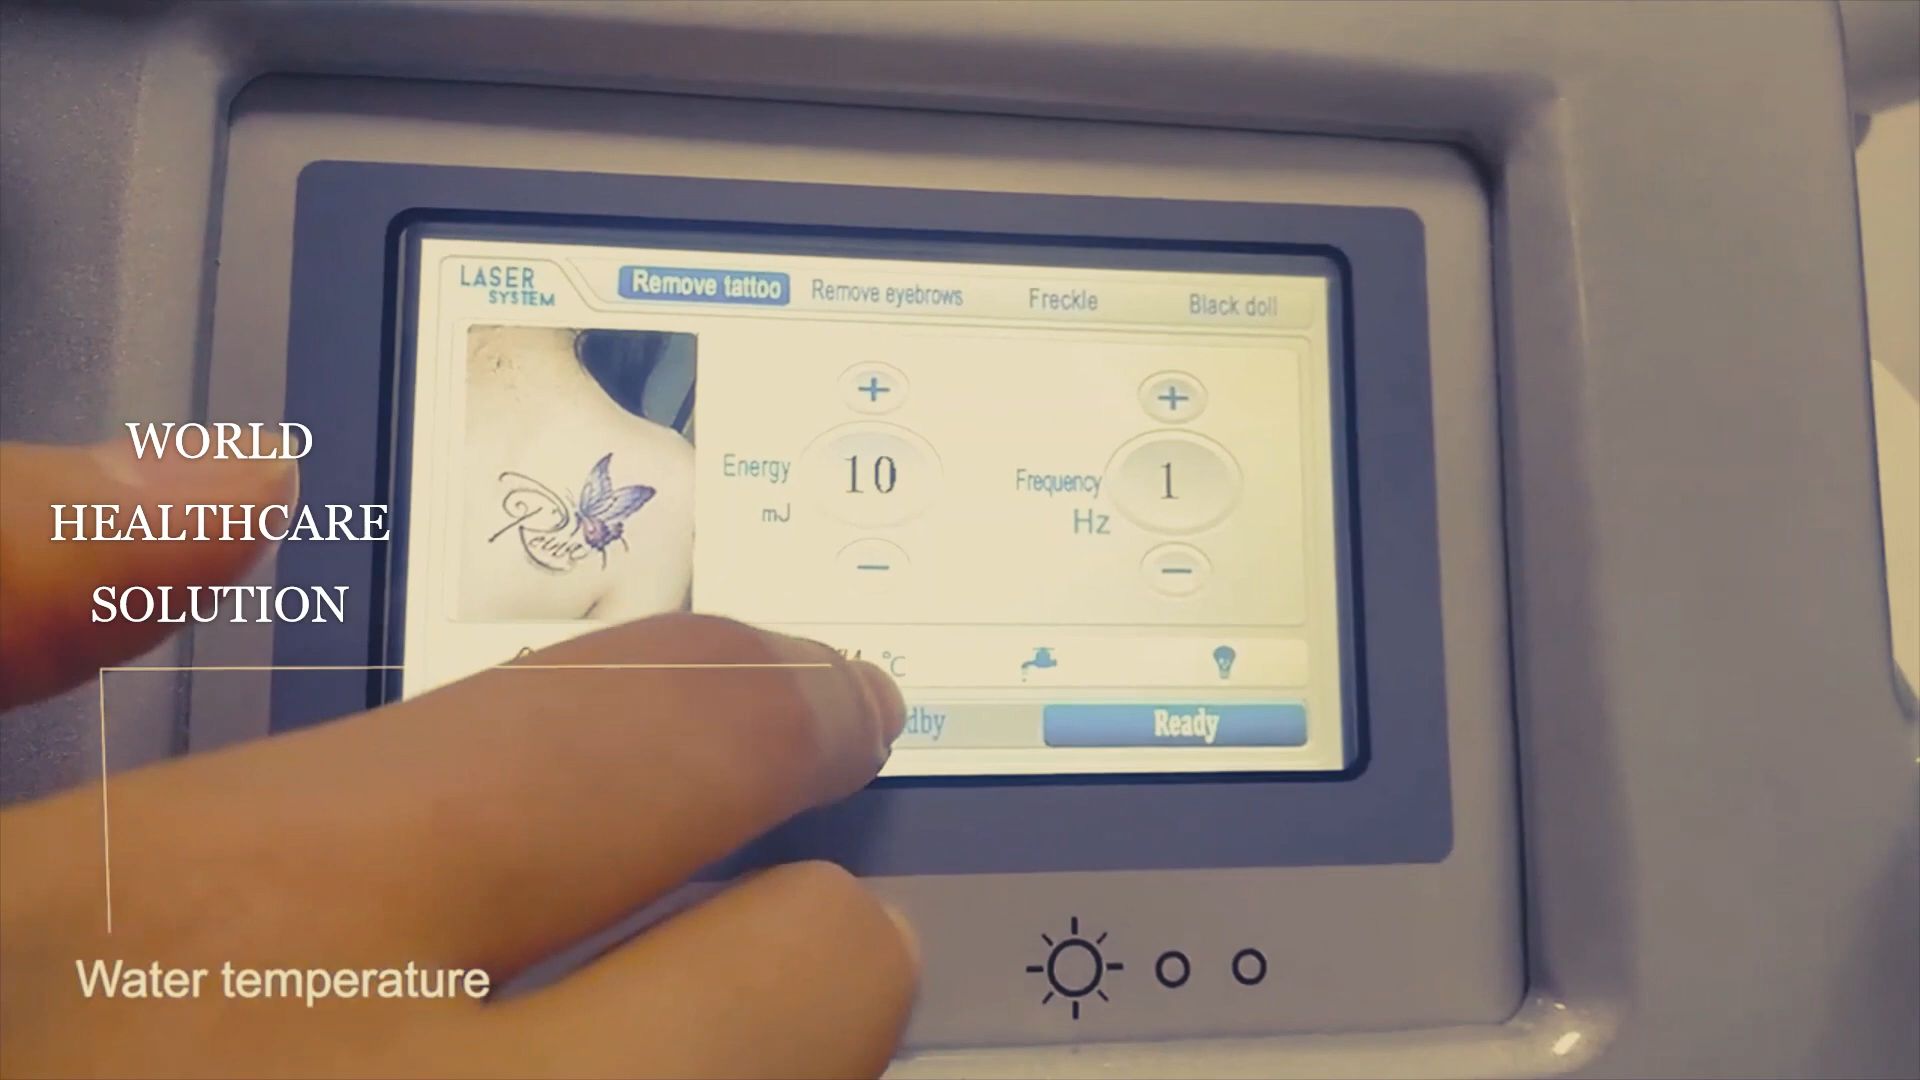 LASER
SYSTEM
Remove tattoo
Remove eyebrows
Freckle
Black doll
Energy
mJ
10
Frequency
Hz
1
°C
Ready
WORLD
HEALTHCARE
SOLUTION
Water temperature